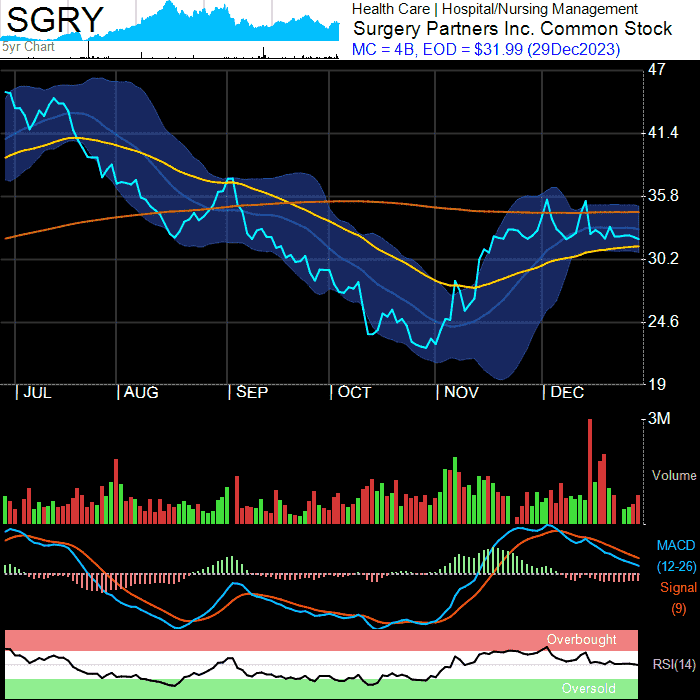 SGRY
5yr Chart
Health Care | Hospital/Nursing Management
Surgery Partners Inc. Common Stock
MC = 4B, EOD = $31.99 (29Dec2023)
47
41.4
35.8
30.2
24.6
19
| JUL | AUG | SEP | OCT | NOV | DEC
3M
Volume
MACD
(12-26)
Signal
(9)
Overbought
RSI(14)
Oversold